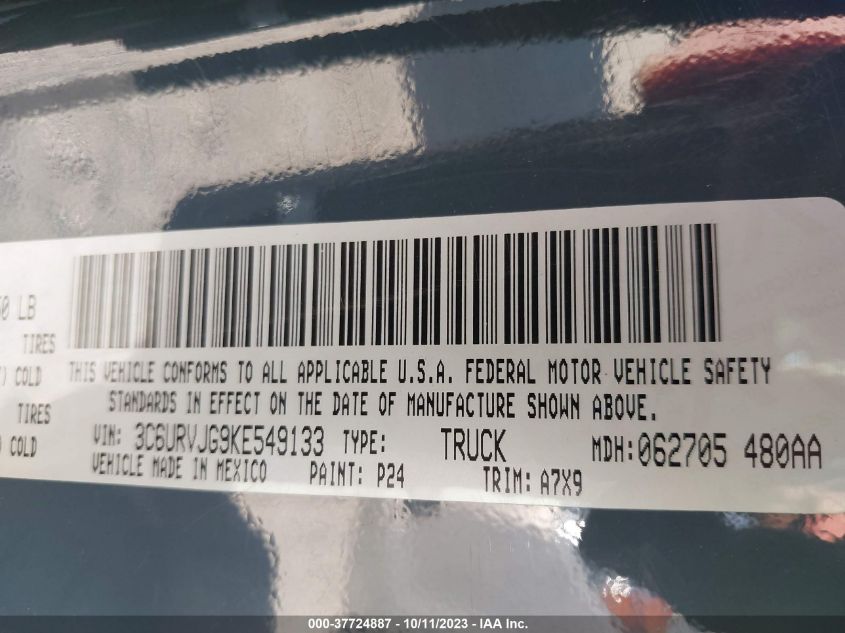 LB
TIRES
COLD
TIRES
COLD
THIS VEHICLE CONFORMS TO ALL APPLICABLE U.S.A. FEDERAL MOTOR VEHICLE SAFETY
STANDARDS IN EFFECT ON THE DATE OF MANUFACTURE SHOWN ABOVE.
VIN: 3C6URVJG9KE549133 TYPE: TRUCK MDH:062705 480AA
VEHICLE MADE IN MEXICO PAINT: P24 TRIM: A7X9
000-37724887 - 10/11/2023 - IAA Inc.